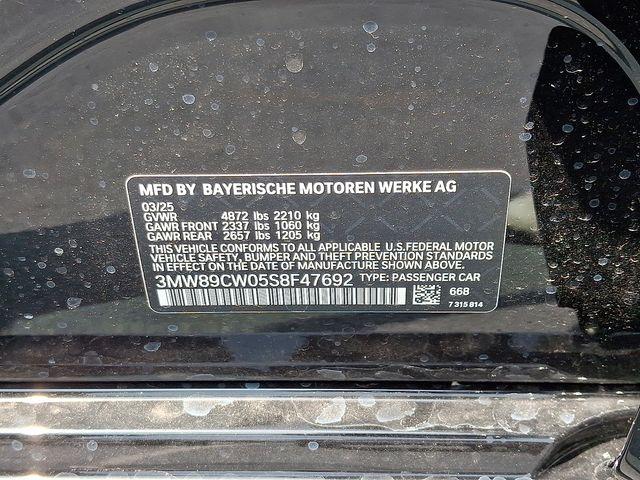 MFD BY BAYERISCHE MOTOREN WERKE AG
03/25
GVWR 4872 lbs 2210 kg
GAWR FRONT 2337 lbs 1060 kg
GAWR REAR 2657 lbs 1205 kg
THIS VEHICLE CONFORMS TO ALL APPLICABLE U.S.FEDERAL MOTOR
VEHICLE SAFETY, BUMPER AND THEFT PREVENTION STANDARDS
IN EFFECT ON THE DATE OF MANUFACTURE SHOWN ABOVE.
3MW89CW05S8F47692 TYPE: PASSENGER CAR
668
7 315 814